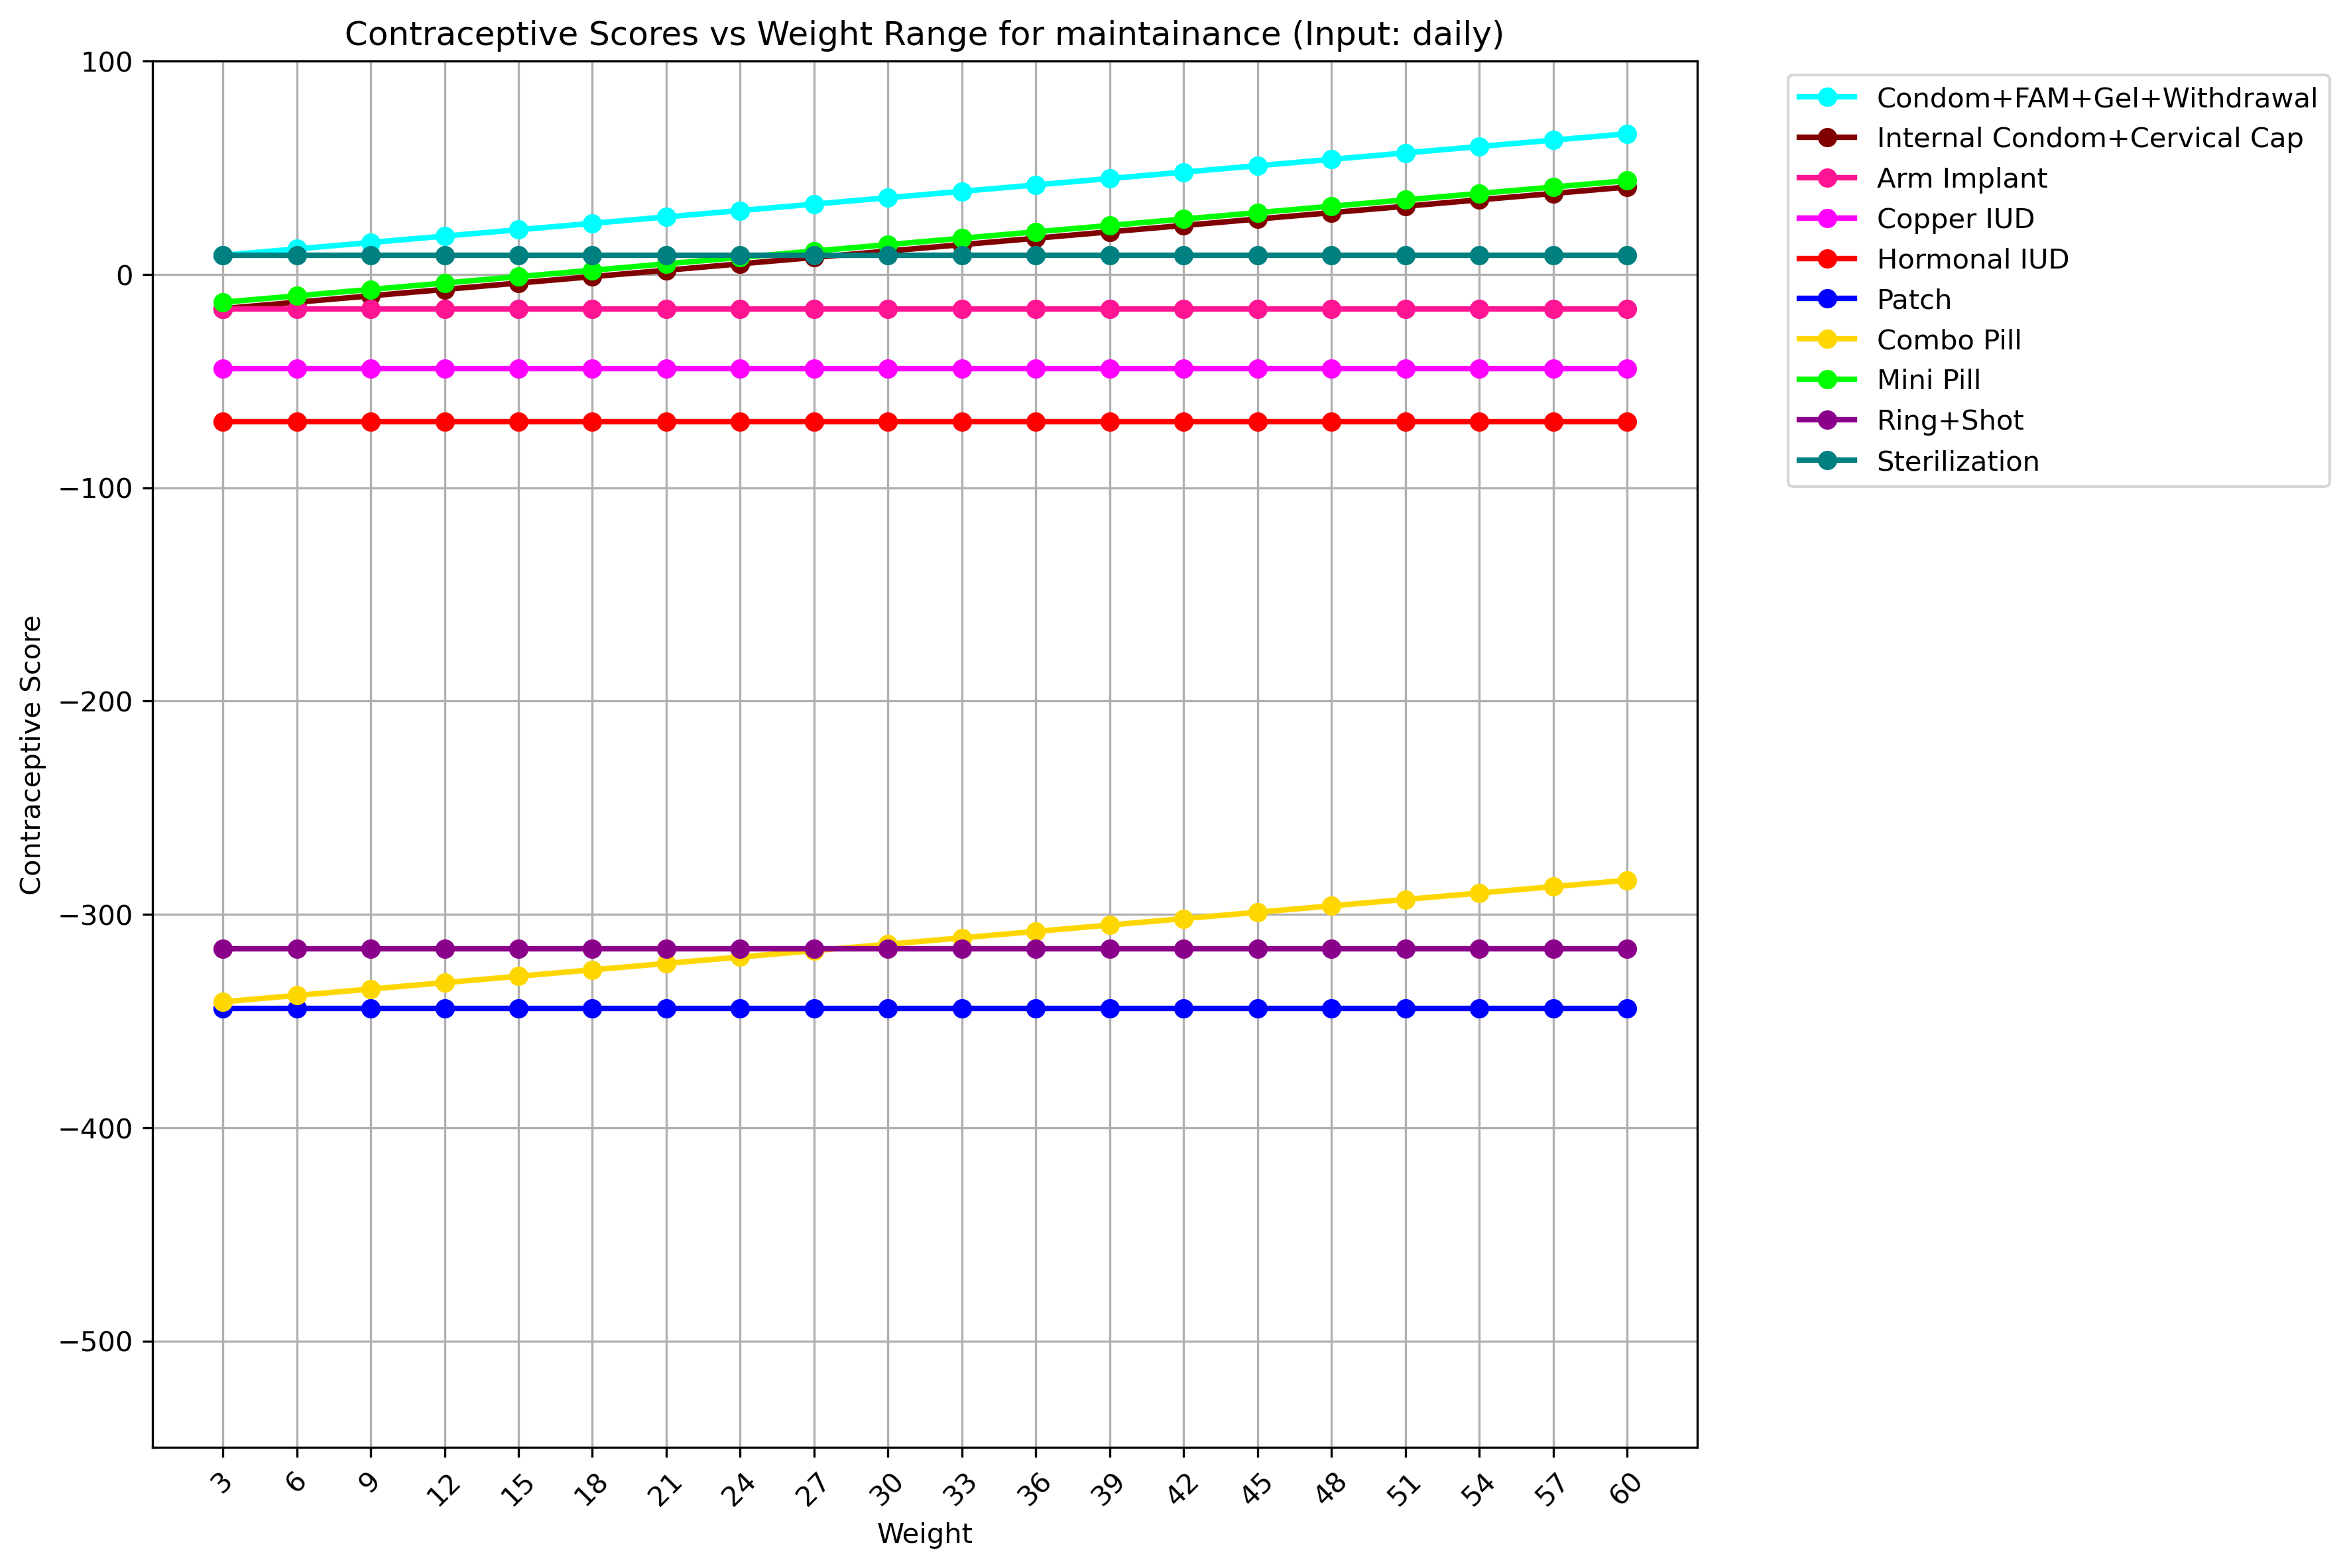 Contraceptive Scores vs Weight Range for maintainance (Input: daily)
100
0
−100
−200
−300
−400
−500
Contraceptive Score
3 6 9 12 15 18 21 24 27 30 33 36 39 42 45 48 51 54 57 60
Weight
Condom+FAM+Gel+Withdrawal
Internal Condom+Cervical Cap
Arm Implant
Copper IUD
Hormonal IUD
Patch
Combo Pill
Mini Pill
Ring+Shot
Sterilization